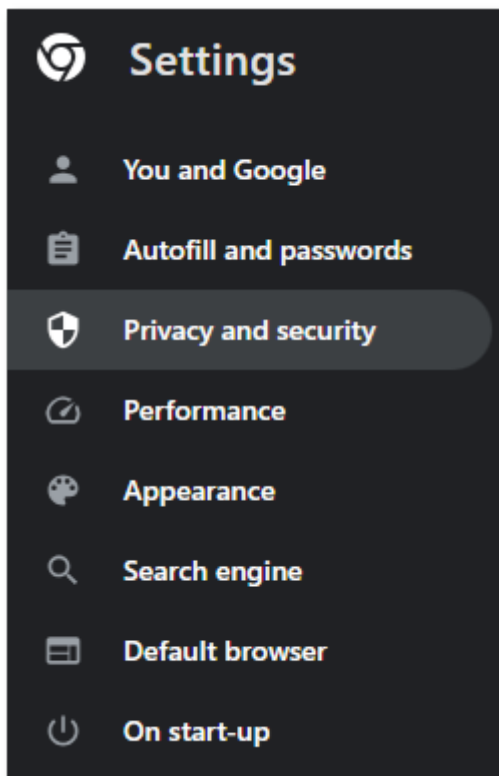 Settings
You and Google
Autofill and passwords
Privacy and security
Performance
Appearance
Search engine
Default browser
On start-up